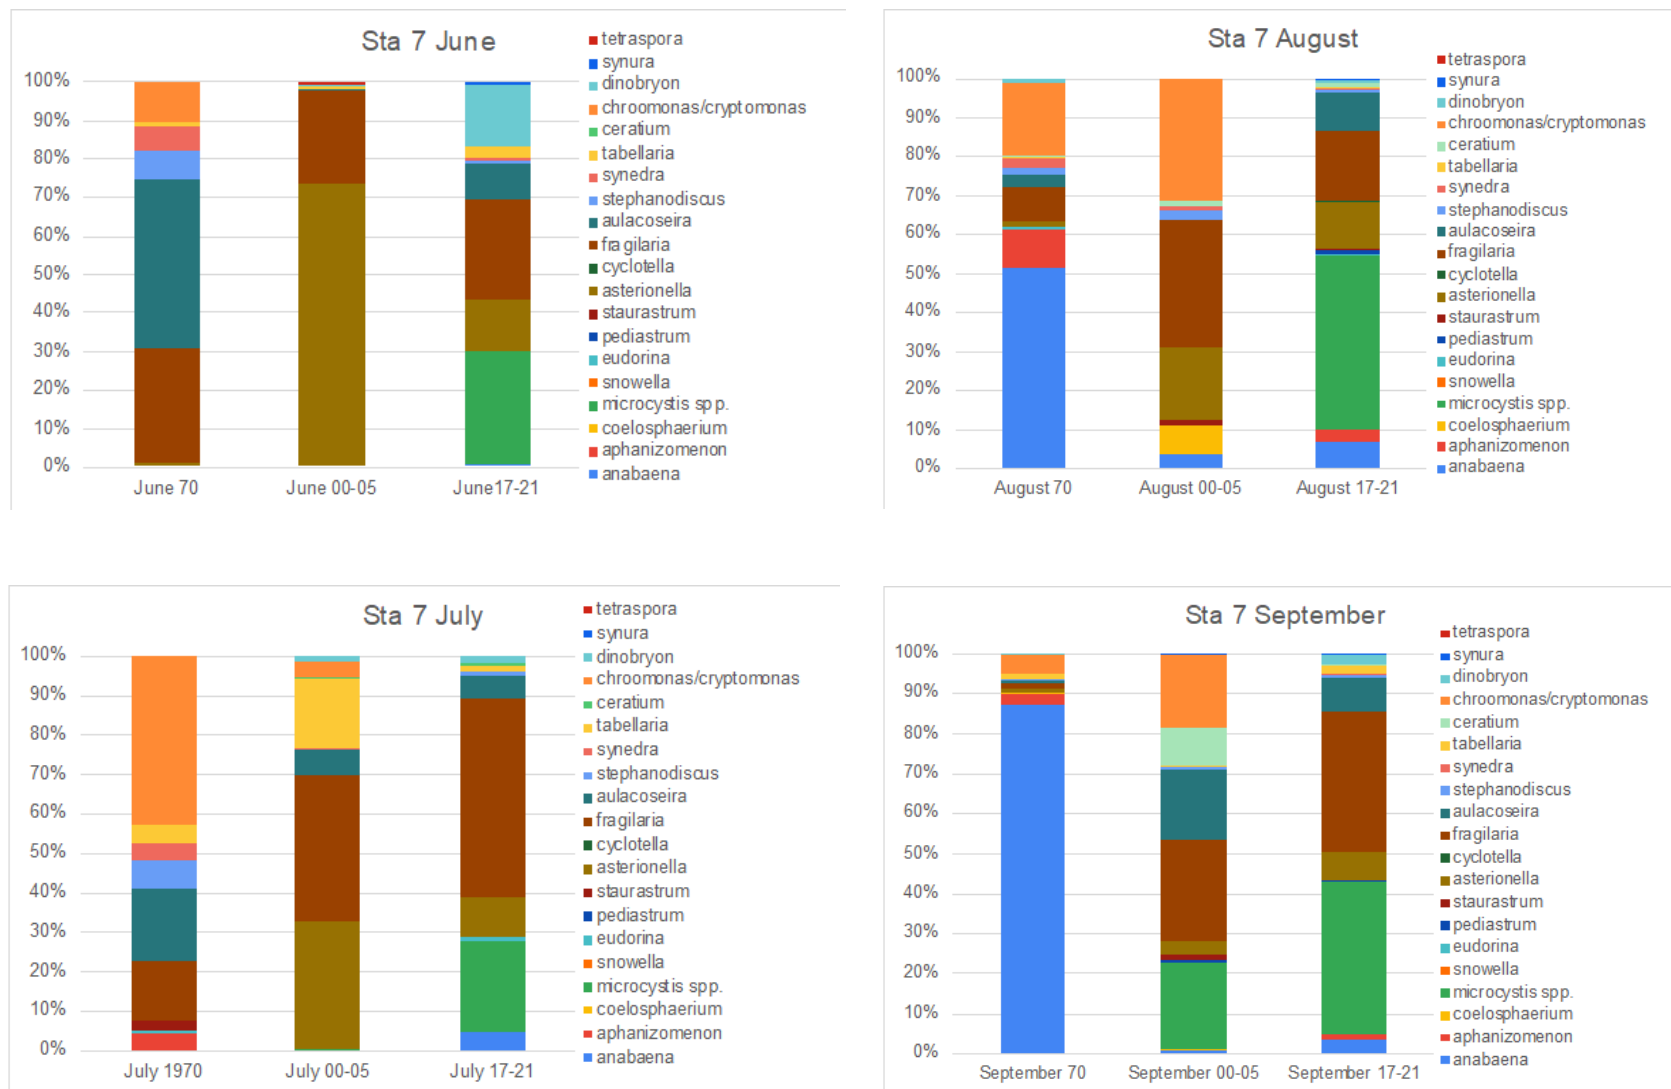 Sta 7 June
100%
90%
80%
70%
60%
50%
40%
30%
20%
10%
0%
June 70
June 00-05
June17-21
tetraspora
synura
dinobryon
chroomonas/cryptomonas
ceratium
tabellaria
synedra
stephanodiscus
aulacoseira
fragilaria
cyclotella
asterionella
staurastrum
pediastrum
eudorina
snowella
microcystis spp.
coelosphaerium
aphanizomenon
anabaena
Sta 7 August
100%
90%
80%
70%
60%
50%
40%
30%
20%
10%
0%
August 70
August 00-05
August 17-21
tetraspora
synura
dinobryon
chroomonas/cryptomonas
ceratium
tabellaria
synedra
stephanodiscus
aulacoseira
fragilaria
cyclotella
asterionella
staurastrum
pediastrum
eudorina
snowella
microcystis spp.
coelosphaerium
aphanizomenon
anabaena
Sta 7 July
100%
90%
80%
70%
60%
50%
40%
30%
20%
10%
0%
July 1970
July 00-05
July 17-21
tetraspora
synura
dinobryon
chroomonas/cryptomonas
ceratium
tabellaria
synedra
stephanodiscus
aulacoseira
fragilaria
cyclotella
asterionella
staurastrum
pediastrum
eudorina
snowella
microcystis spp.
coelosphaerium
aphanizomenon
anabaena
Sta 7 September
100%
90%
80%
70%
60%
50%
40%
30%
20%
10%
0%
September 70
September 00-05
September 17-21
tetraspora
synura
dinobryon
chroomonas/cryptomonas
ceratium
tabellaria
synedra
stephanodiscus
aulacoseira
fragilaria
cyclotella
asterionella
staurastrum
pediastrum
eudorina
snowella
microcystis spp.
coelosphaerium
aphanizomenon
anabaena